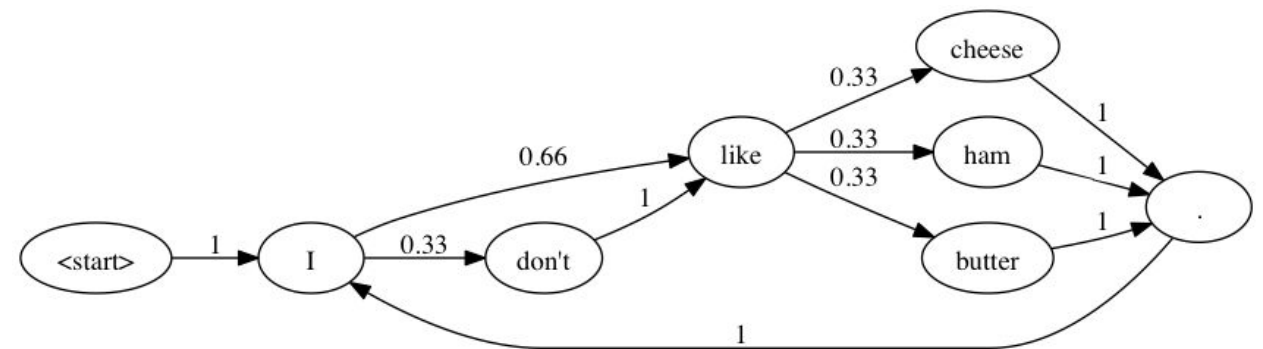 cheese
0.33
1
0.66
like
0.33
ham
1
0.33
1
1
.
<start>
1
I
0.33
don't
butter
1